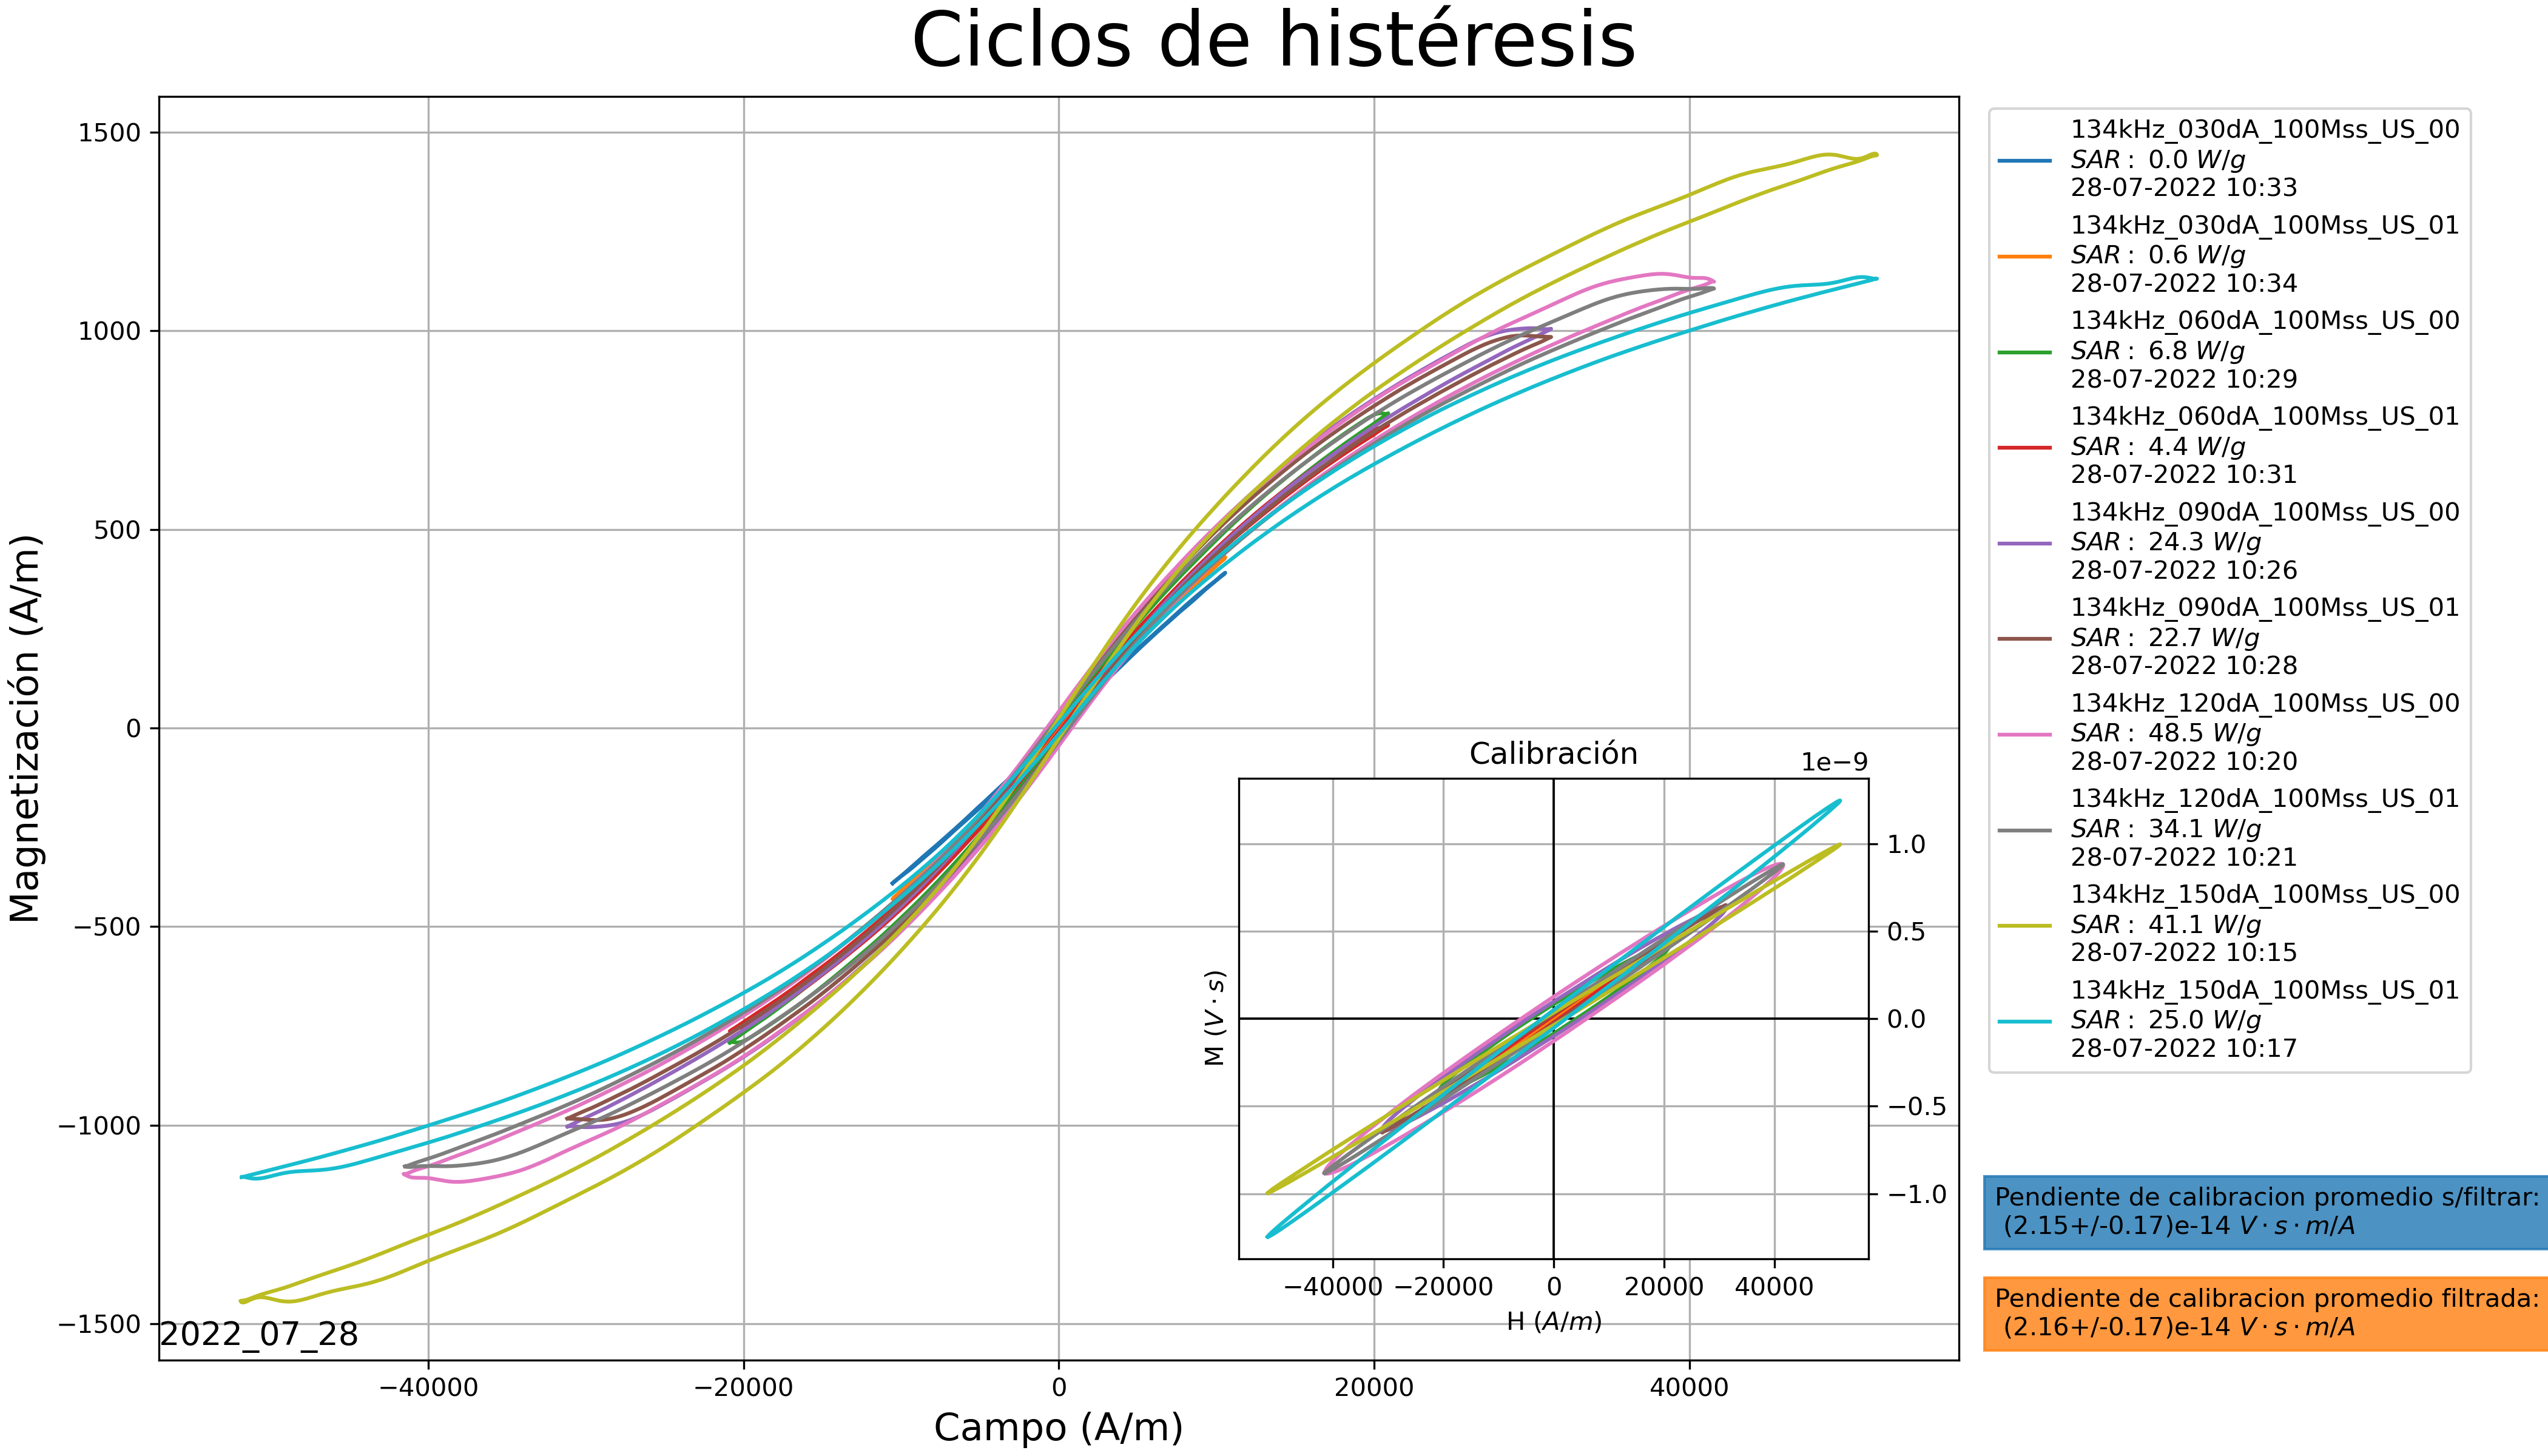 Ciclos de histéresis
Magnetización (A/m)
1500
1000
500
0
−500
−1000
−1500
2022_07_28
−40000
−20000
0
20000
40000
Campo (A/m)
Calibración
1e−9
M (V · s)
1.0
0.5
0.0
−0.5
−1.0
−40000
−20000
0
20000
40000
H (A/m)
134kHz_030dA_100Mss_US_00
SAR : 0.0 W/g
28-07-2022 10:33
134kHz_030dA_100Mss_US_01
SAR : 0.6 W/g
28-07-2022 10:34
134kHz_060dA_100Mss_US_00
SAR : 6.8 W/g
28-07-2022 10:29
134kHz_060dA_100Mss_US_01
SAR : 4.4 W/g
28-07-2022 10:31
134kHz_090dA_100Mss_US_00
SAR : 24.3 W/g
28-07-2022 10:26
134kHz_090dA_100Mss_US_01
SAR : 22.7 W/g
28-07-2022 10:28
134kHz_120dA_100Mss_US_00
SAR : 48.5 W/g
28-07-2022 10:20
134kHz_120dA_100Mss_US_01
SAR : 34.1 W/g
28-07-2022 10:21
134kHz_150dA_100Mss_US_00
SAR : 41.1 W/g
28-07-2022 10:15
134kHz_150dA_100Mss_US_01
SAR : 25.0 W/g
28-07-2022 10:17
Pendiente de calibracion promedio s/filtrar:
(2.15+/-0.17)e-14 V · s · m/A
Pendiente de calibracion promedio filtrada:
(2.16+/-0.17)e-14 V · s · m/A